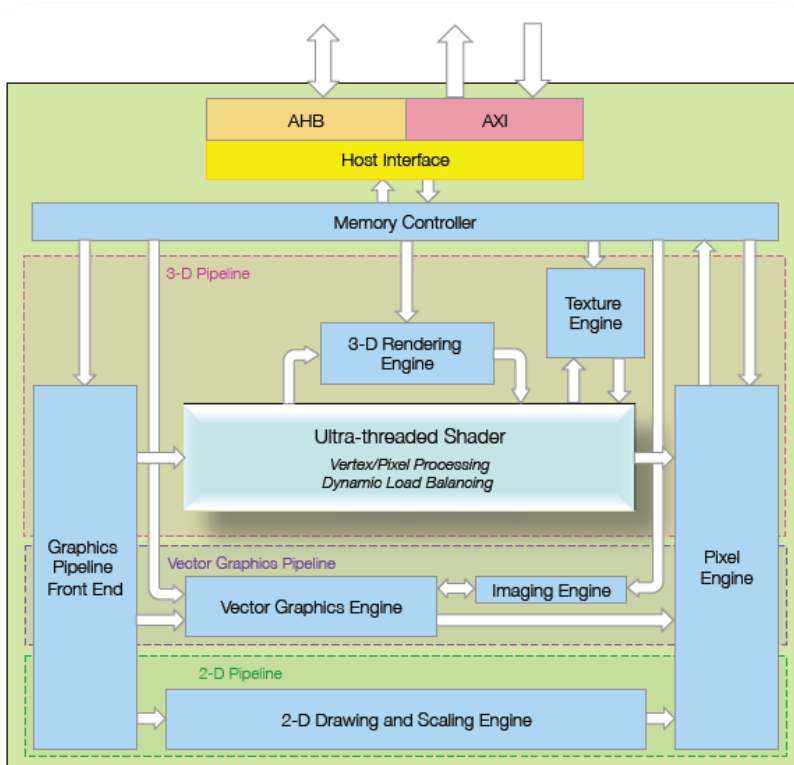 AHB
AXI
Host Interface
Memory Controller
3-D Pipeline
Texture
Engine
3-D Rendering
Engine
Ultra-threaded Shader
Vertex/Pixel Processing
Dynamic Load Balancing
Graphics
Pipeline
Front End
Vector Graphics Pipeline
Pixel
Engine
Imaging Engine
Vector Graphics Engine
2-D Pipeline
2-D Drawing and Scaling Engine